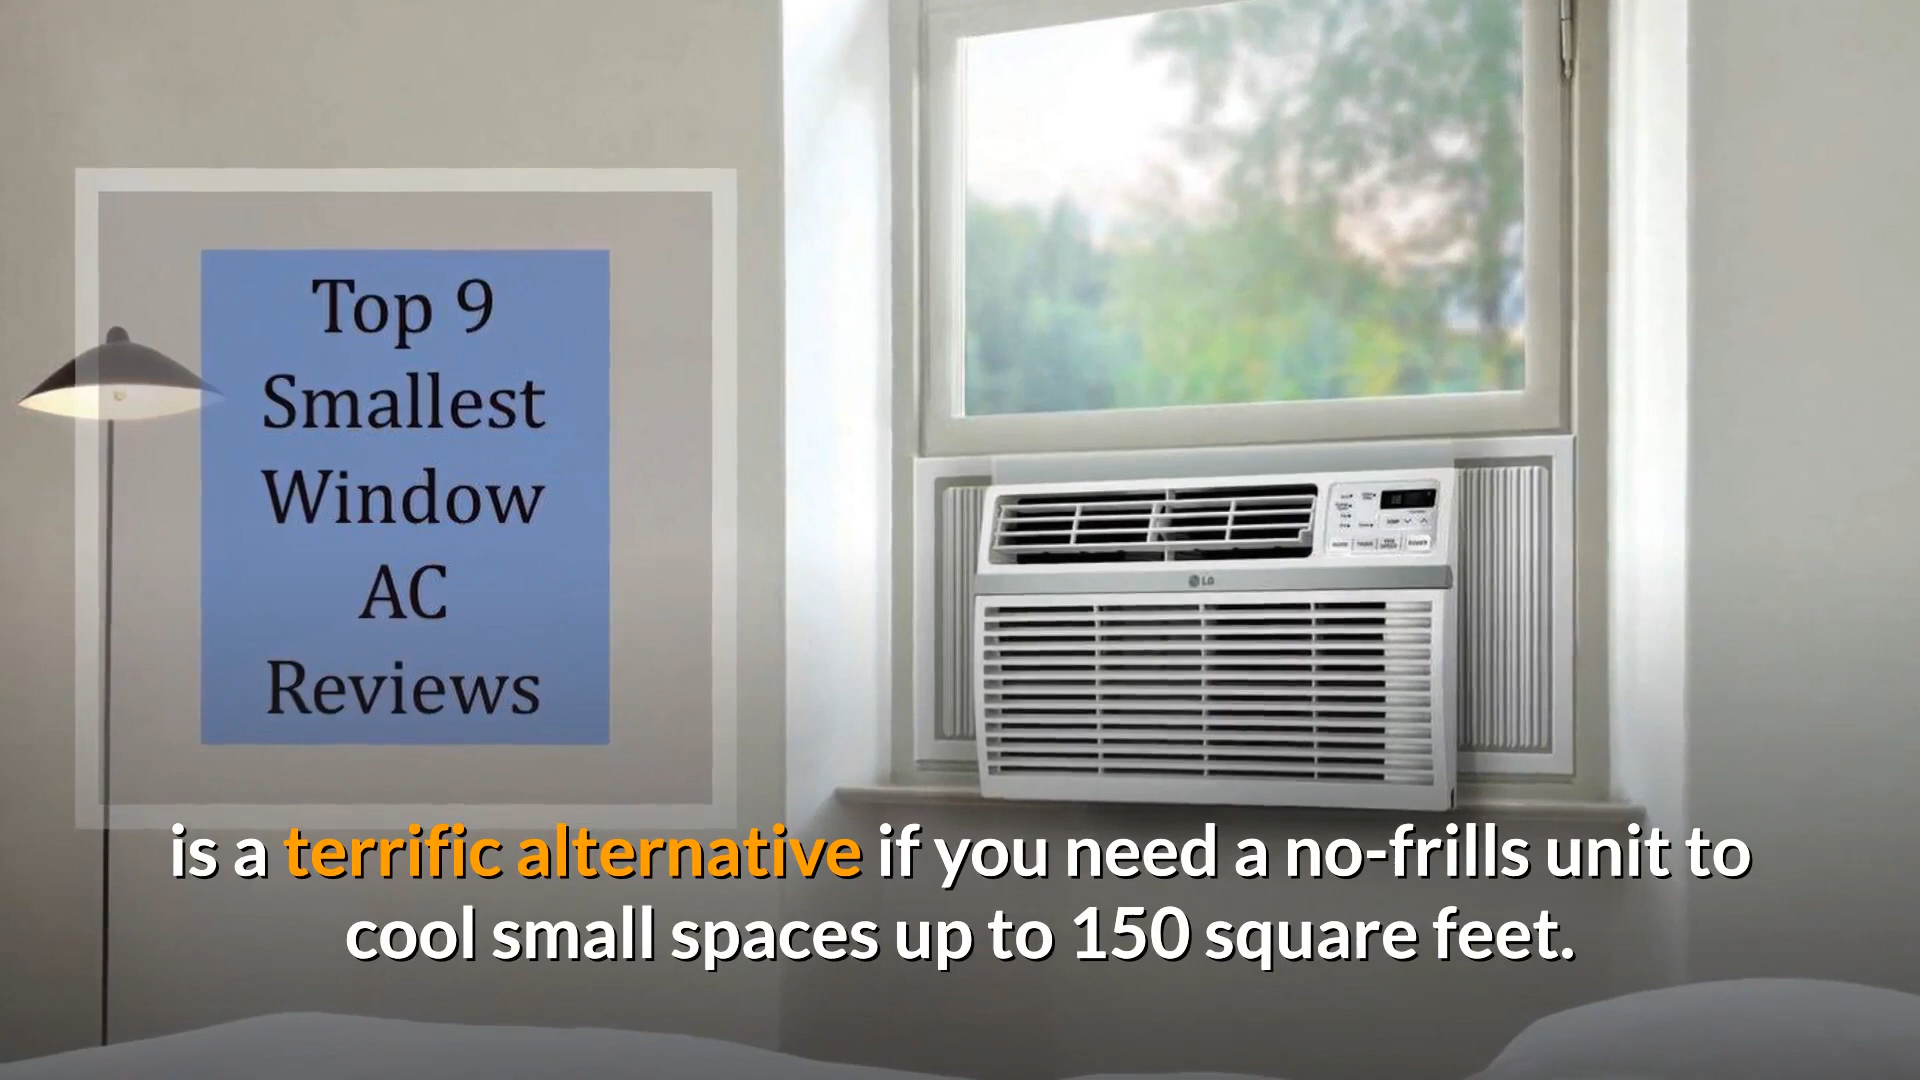 Top 9
Smallest
Window
AC
Reviews
LG
is a terrific alternative if you need a no-frills unit to
cool small spaces up to 150 square feet.